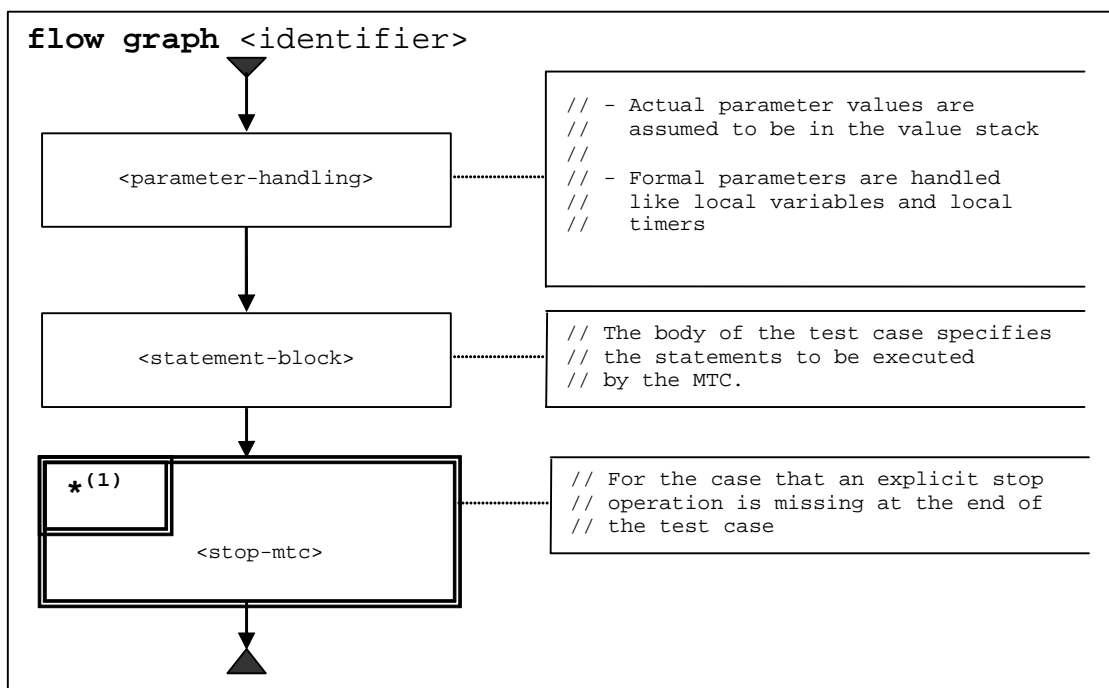 flow graph <identifier>
<parameter-handling>
// - Actual parameter values are
//   assumed to be in the value stack
//
// - Formal parameters are handled
//   like local variables and local
//   timers
<statement-block>
// The body of the test case specifies
// the statements to be executed
// by the MTC.
*(1)
<stop-mtc>
// For the case that an explicit stop
// operation is missing at the end of
// the test case